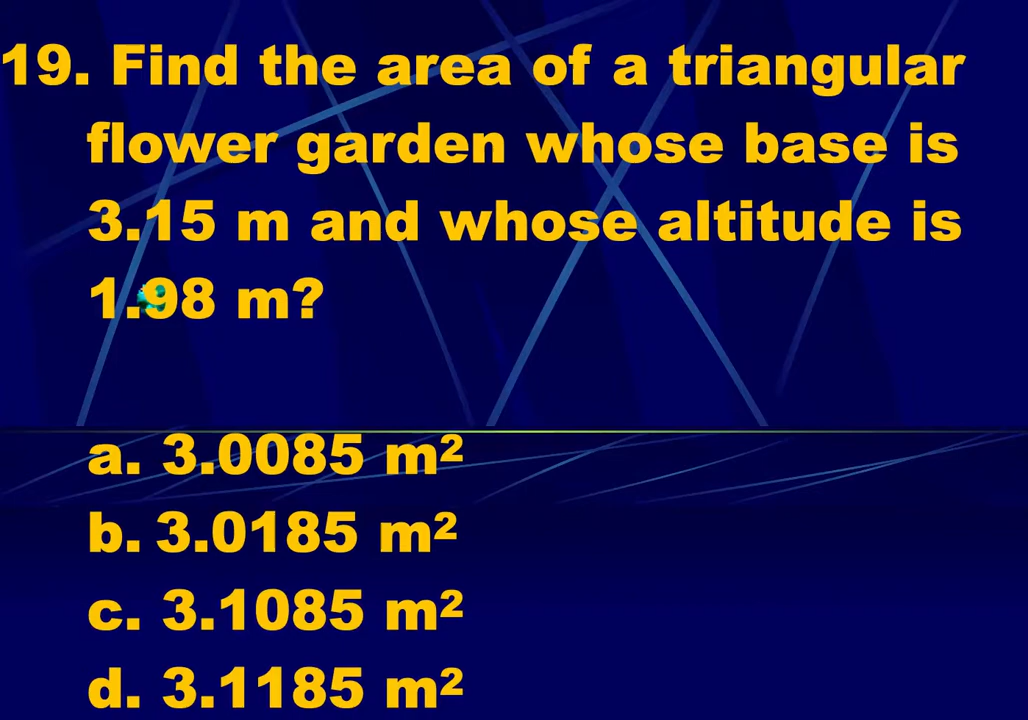 19. Find the area of a triangular
flower garden whose base is
3.15 m and whose altitude is
1.98 m?
a. 3.0085 m²
b. 3.0185 m²
c. 3.1085 m²
d. 3.1185 m²